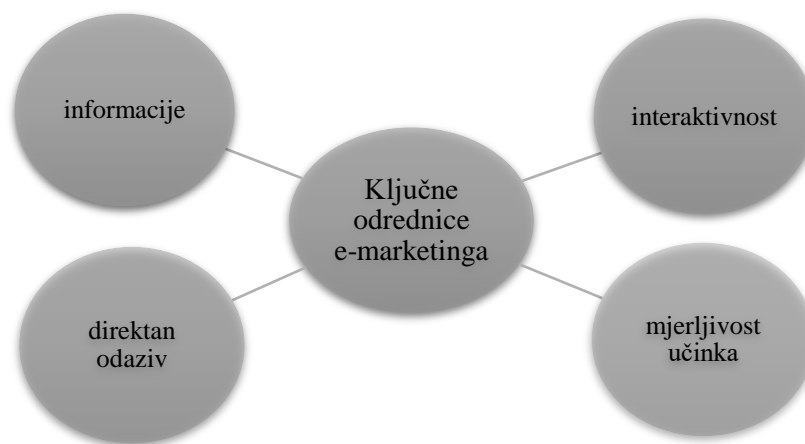 informacije
interaktivnost
Ključne
odrednice
e-marketinga
direktan
odaziv
mjerljivost
učinka